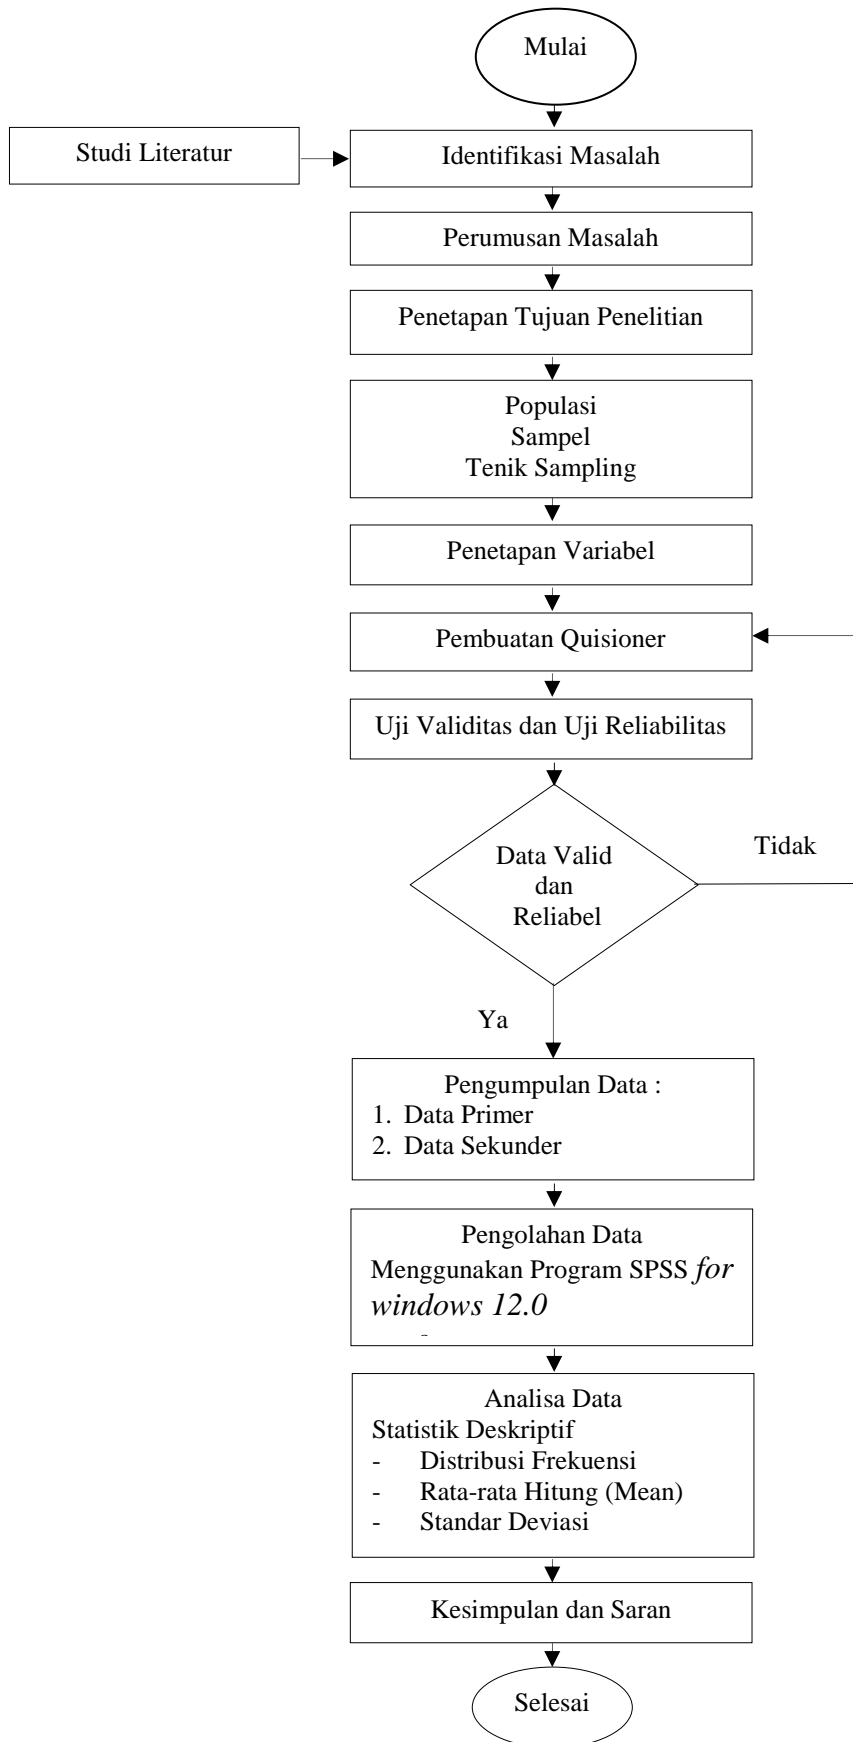 Mulai
Studi Literatur
Identifikasi Masalah
Perumusan Masalah
Penetapan Tujuan Penelitian
Populasi
Sampel
Tenik Sampling
Penetapan Variabel
Pembuatan Quisioner
Uji Validitas dan Uji Reliabilitas
Data Valid
dan
Reliabel
Tidak
Ya
Pengumpulan Data :
1. Data Primer
2. Data Sekunder
Pengolahan Data
Menggunakan Program SPSS for
windows 12.0
Analisa Data
Statistik Deskriptif
- Distribusi Frekuensi
- Rata-rata Hitung (Mean)
- Standar Deviasi
Kesimpulan dan Saran
Selesai